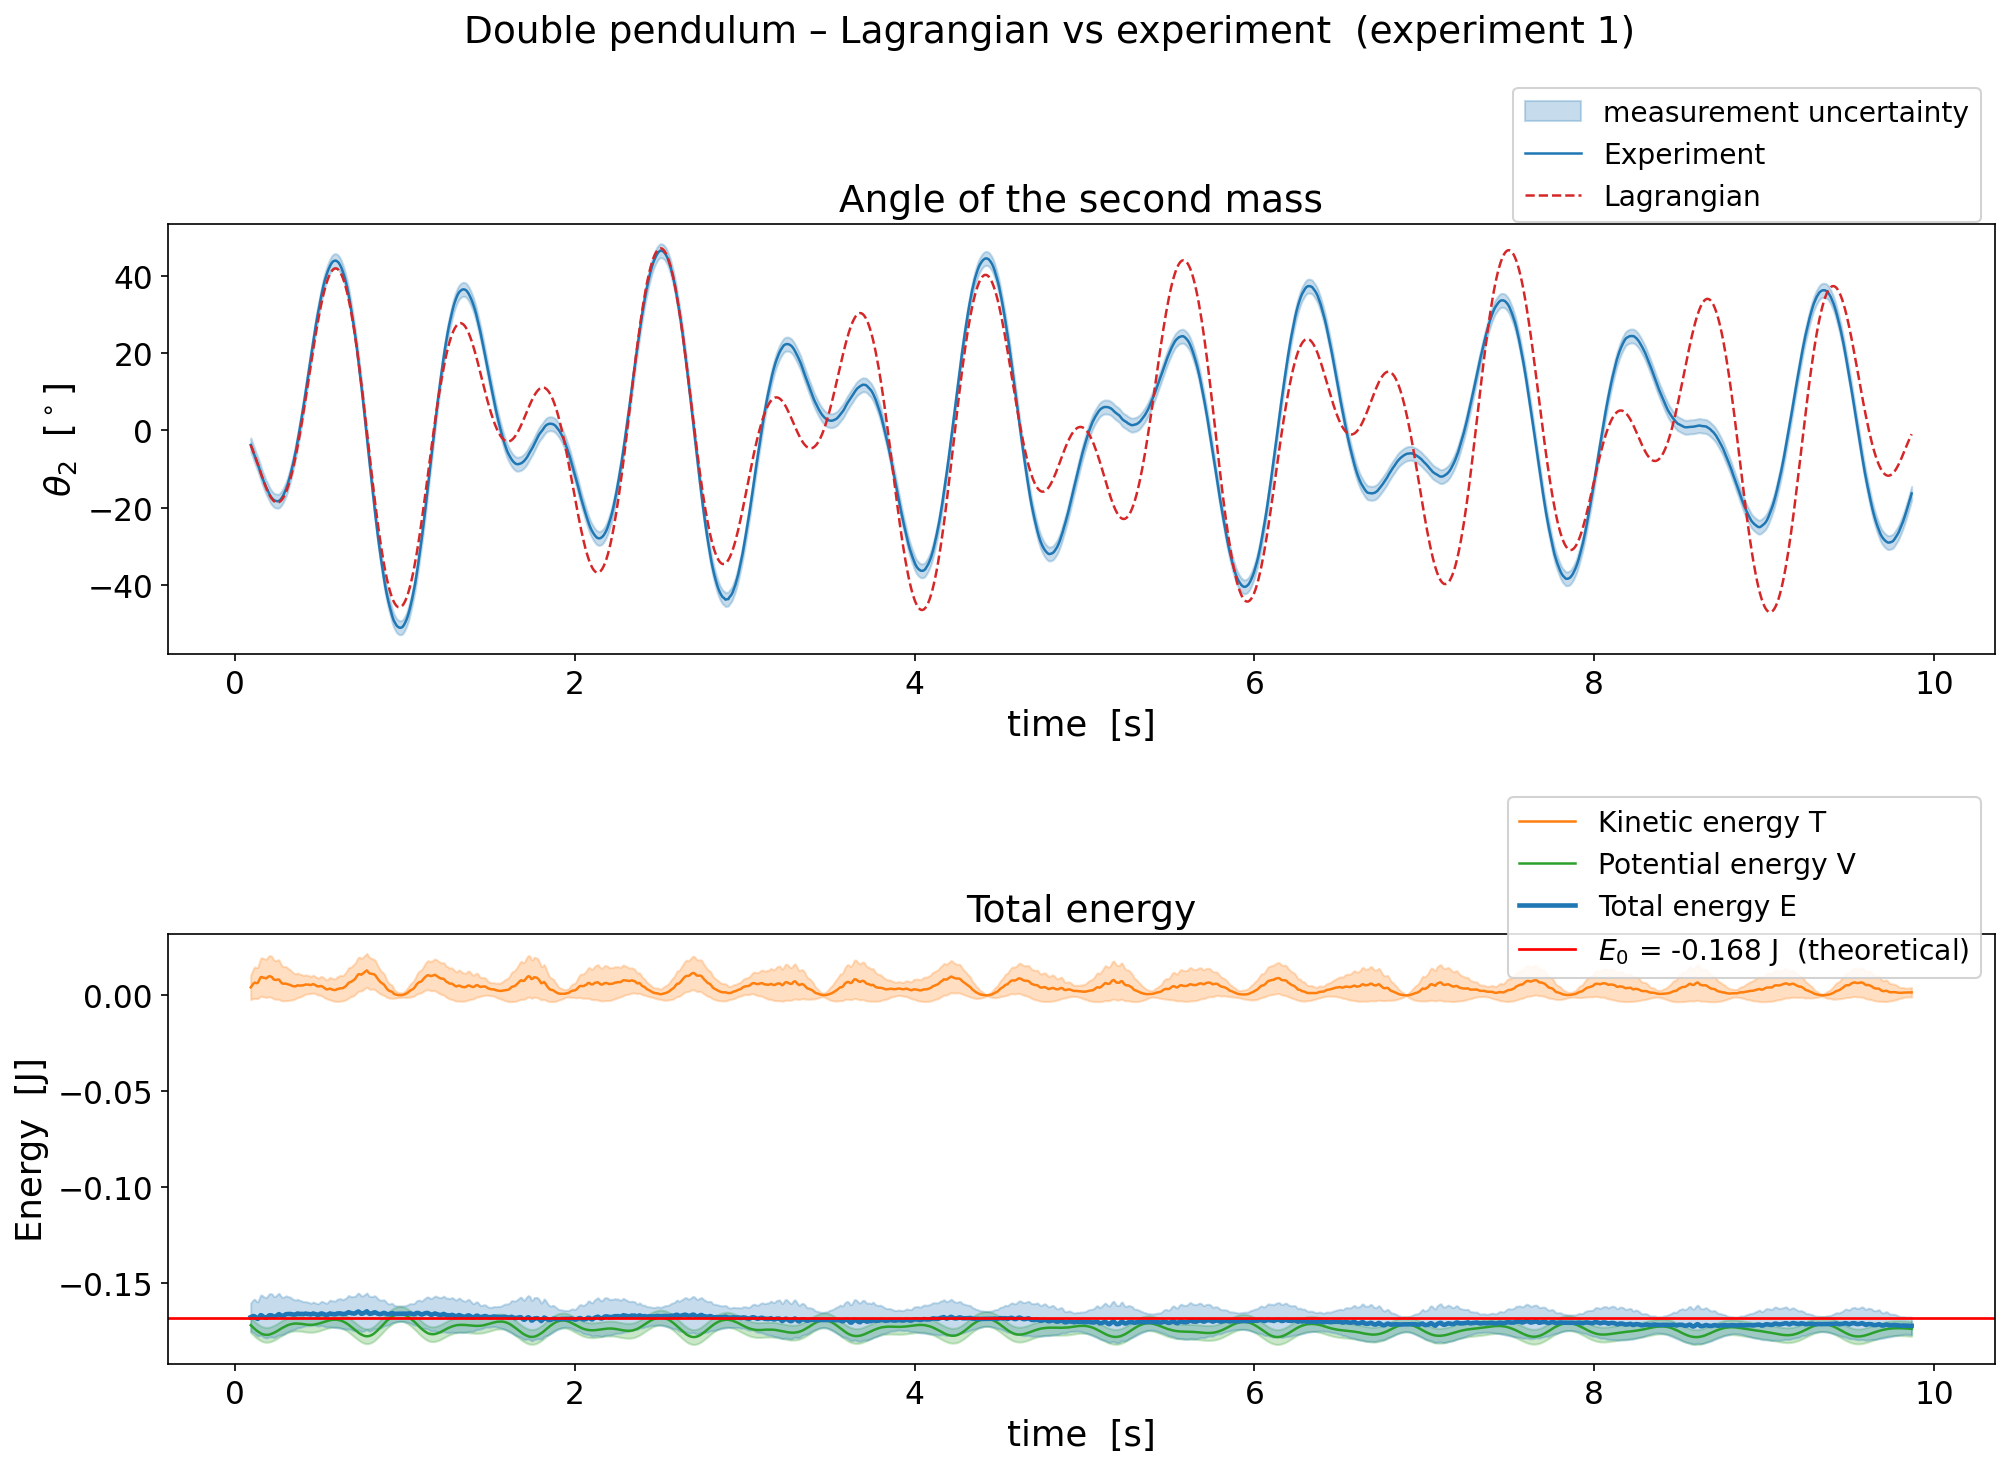 Double pendulum – Lagrangian vs experiment  (experiment 1)
measurement uncertainty
Experiment
Lagrangian
Angle of the second mass
θ₂ [°]
40
20
0
−20
−40
0 2 4 6 8 10
time [s]
Kinetic energy T
Potential energy V
Total energy E
E₀ = -0.168 J  (theoretical)
Total energy
Energy [J]
0.00
−0.05
−0.10
−0.15
0 2 4 6 8 10
time [s]